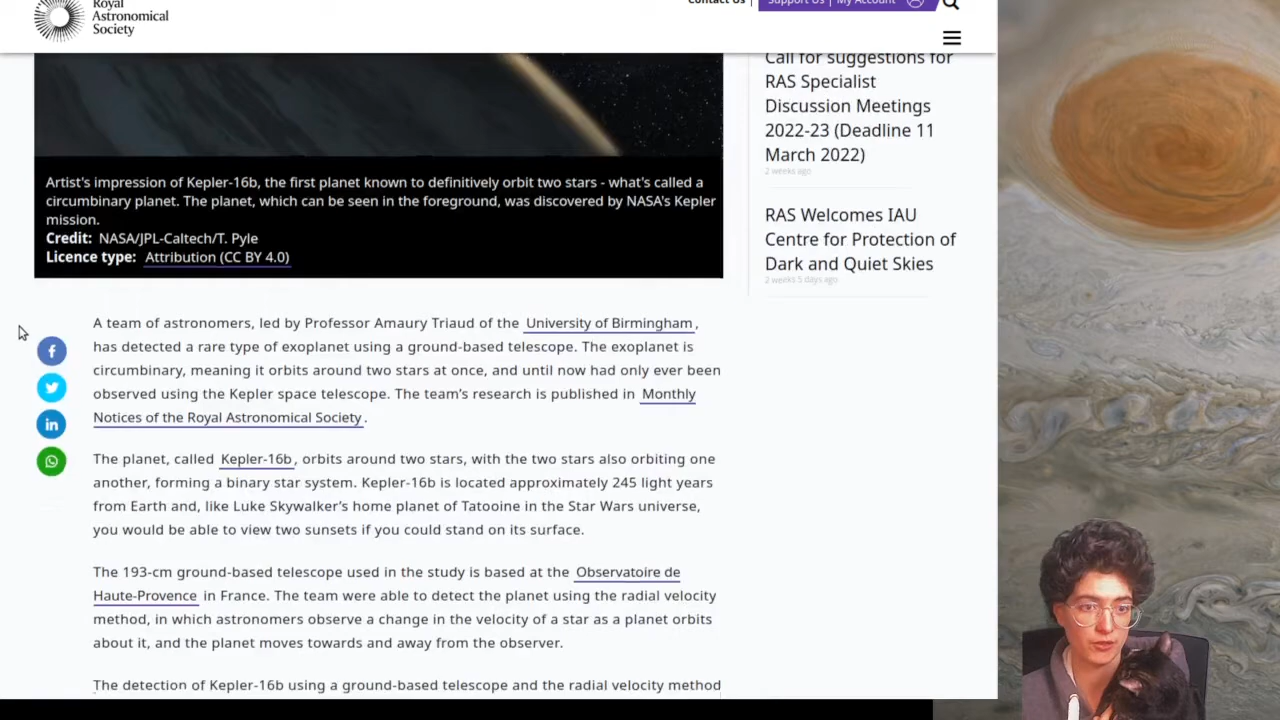 Royal
Astronomical
Society
Contact Us
Support Us | My Account
Call for suggestions for
RAS Specialist
Discussion Meetings
2022-23 (Deadline 11
March 2022)
2 weeks ago
RAS Welcomes IAU
Centre for Protection of
Dark and Quiet Skies
2 weeks 5 days ago
Artist's impression of Kepler-16b, the first planet known to definitively orbit two stars - what's called a
circumbinary planet. The planet, which can be seen in the foreground, was discovered by NASA's Kepler
mission.
Credit: NASA/JPL-Caltech/T. Pyle
Licence type: Attribution (CC BY 4.0)
A team of astronomers, led by Professor Amaury Triaud of the University of Birmingham,
has detected a rare type of exoplanet using a ground-based telescope. The exoplanet is
circumbinary, meaning it orbits around two stars at once, and until now had only ever been
observed using the Kepler space telescope. The team’s research is published in Monthly
Notices of the Royal Astronomical Society.
The planet, called Kepler-16b, orbits around two stars, with the two stars also orbiting one
another, forming a binary star system. Kepler-16b is located approximately 245 light years
from Earth and, like Luke Skywalker’s home planet of Tatooine in the Star Wars universe,
you would be able to view two sunsets if you could stand on its surface.
The 193-cm ground-based telescope used in the study is based at the Observatoire de
Haute-Provence in France. The team were able to detect the planet using the radial velocity
method, in which astronomers observe a change in the velocity of a star as a planet orbits
about it, and the planet moves towards and away from the observer.
The detection of Kepler-16b using a ground-based telescope and the radial velocity method